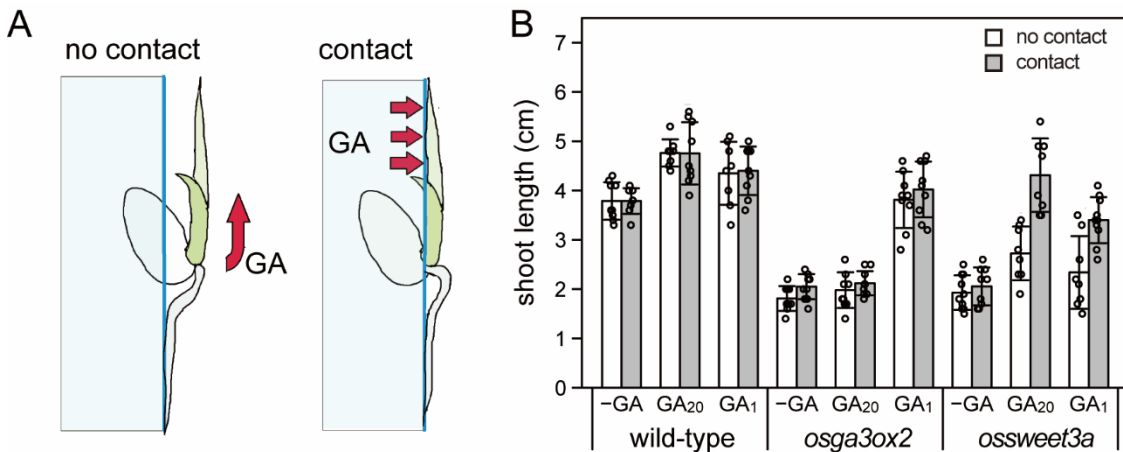 A
no contact
contact
GA
GA
B
shoot length (cm)
7
6
5
4
3
2
1
0
no contact
contact
−GA GA₂₀ GA₁ −GA GA₂₀ GA₁ −GA GA₂₀ GA₁
wild-type osga3ox2 ossweet3a